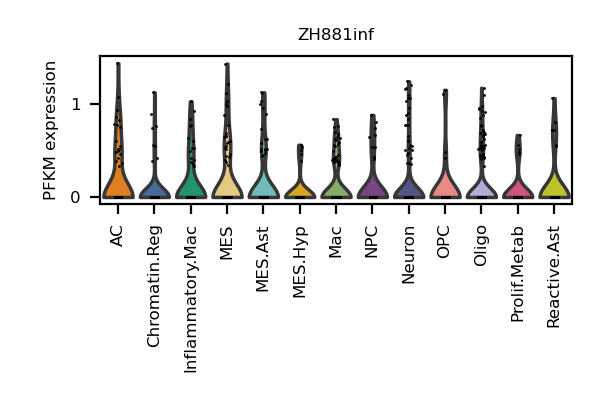 ZH881inf
PFKM expression
1
0
AC
Chromatin.Reg
Inflammatory.Mac
MES
MES.Ast
MES.Hyp
Mac
NPC
Neuron
OPC
Oligo
Prolif.Metab
Reactive.Ast